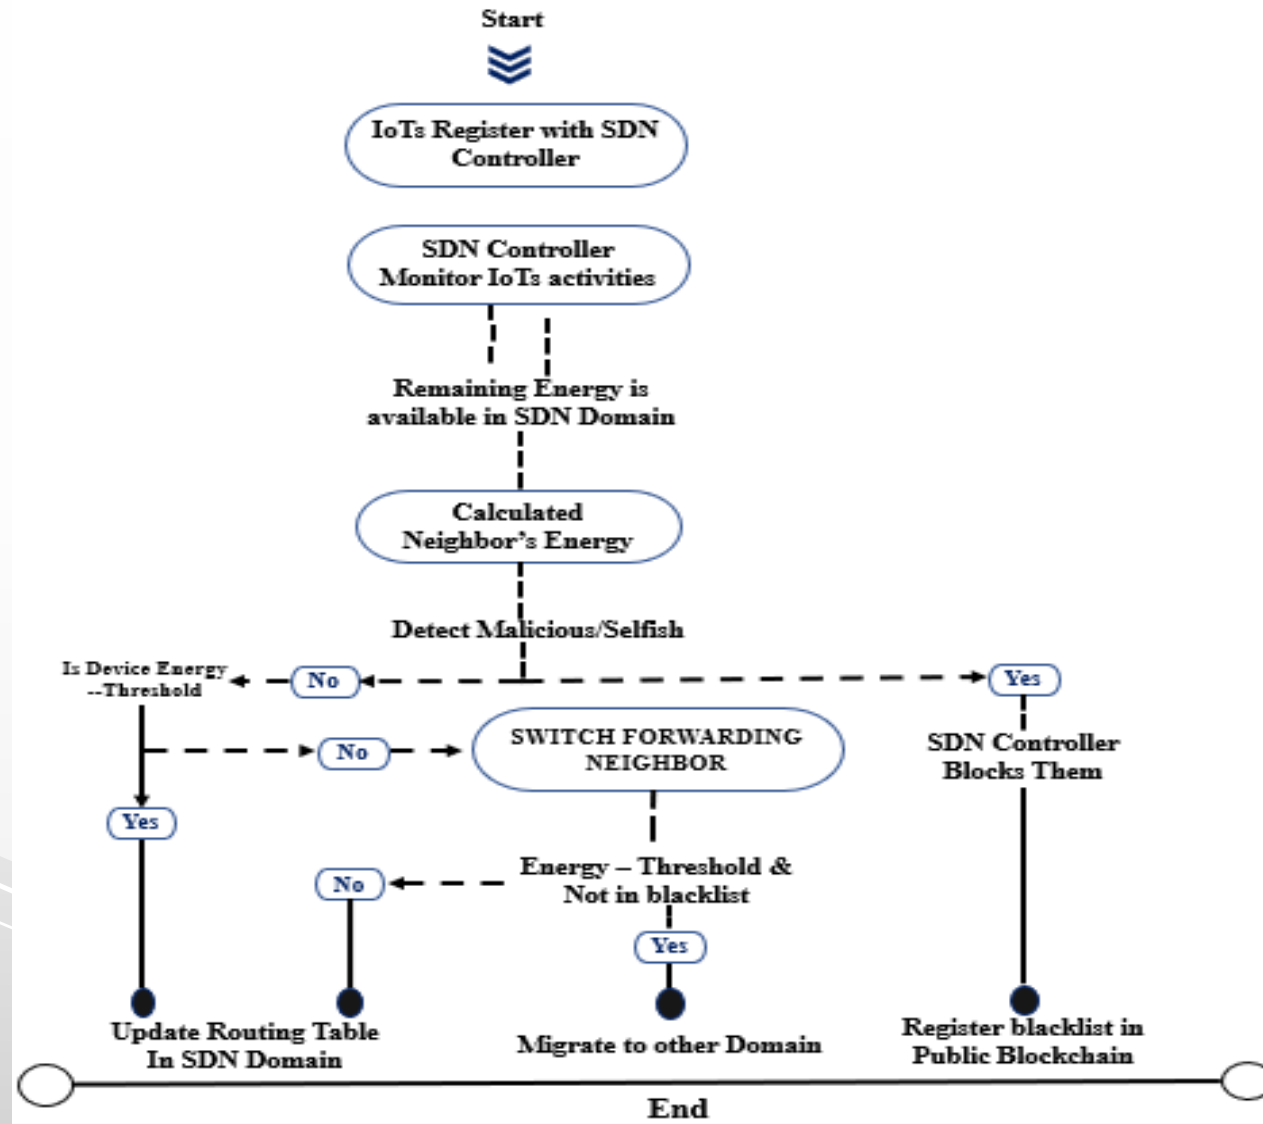 Start
IoTs Register with SDN
Controller
SDN Controller
Monitor IoTs activities
Remaining Energy is
available in SDN Domain
Calculated
Neighbor's Energy
Detect Malicious/Selfish
Is Device Energy
--Threshold
No
Yes
No
SWITCH FORWARDING
NEIGHBOR
SDN Controller
Blocks Them
Yes
Energy – Threshold &
Not in blacklist
No
Yes
Update Routing Table
In SDN Domain
Migrate to other Domain
Register blacklist in
Public Blockchain
End